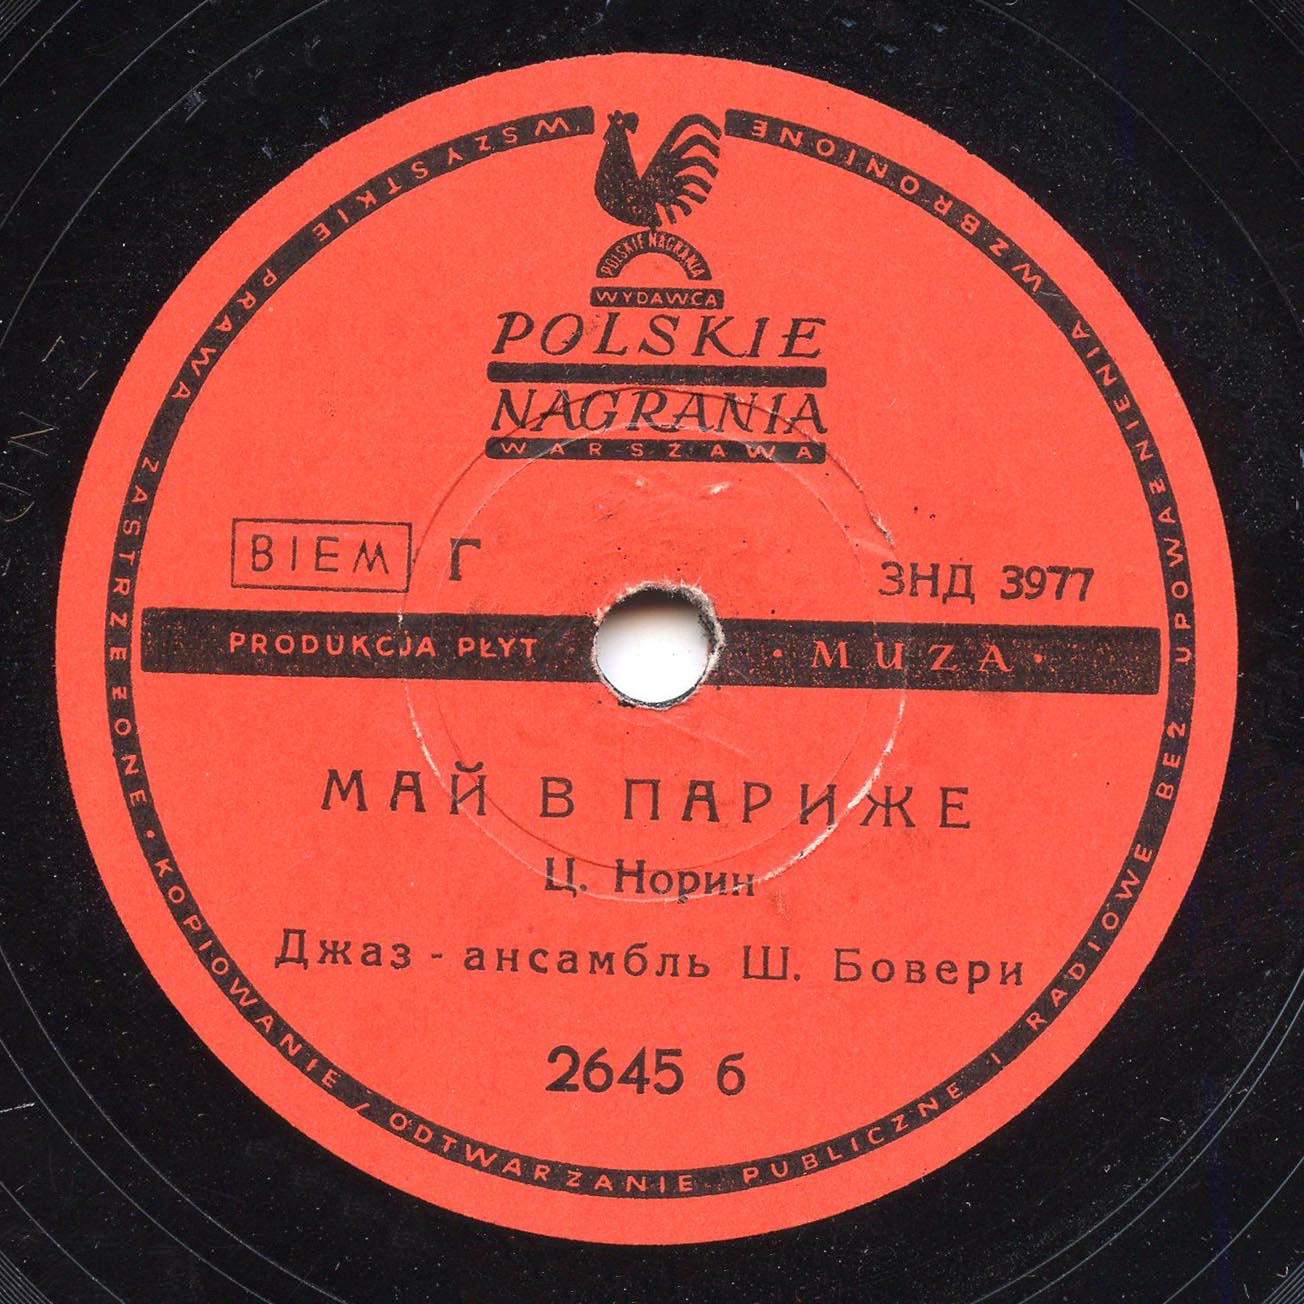 WSZYSTKIE PRAWA ZASTRZEŻONE • KOPIOWANIE / ODTWARZANIE PUBLICZNE I RADIOWE BEZ UPOWAŻNIENIA WZBRONIONE
POLSKIE NAGRANIA
WYDAWCA
POLSKIE
NAGRANIA
WARSZAWA
BIEM Г ЗНД 3977
PRODUKCJA PŁYT • MUZA •
МАЙ В ПАРИЖЕ
Ц. Норин
Джаз - ансамбль Ш. Бовери
2645 б